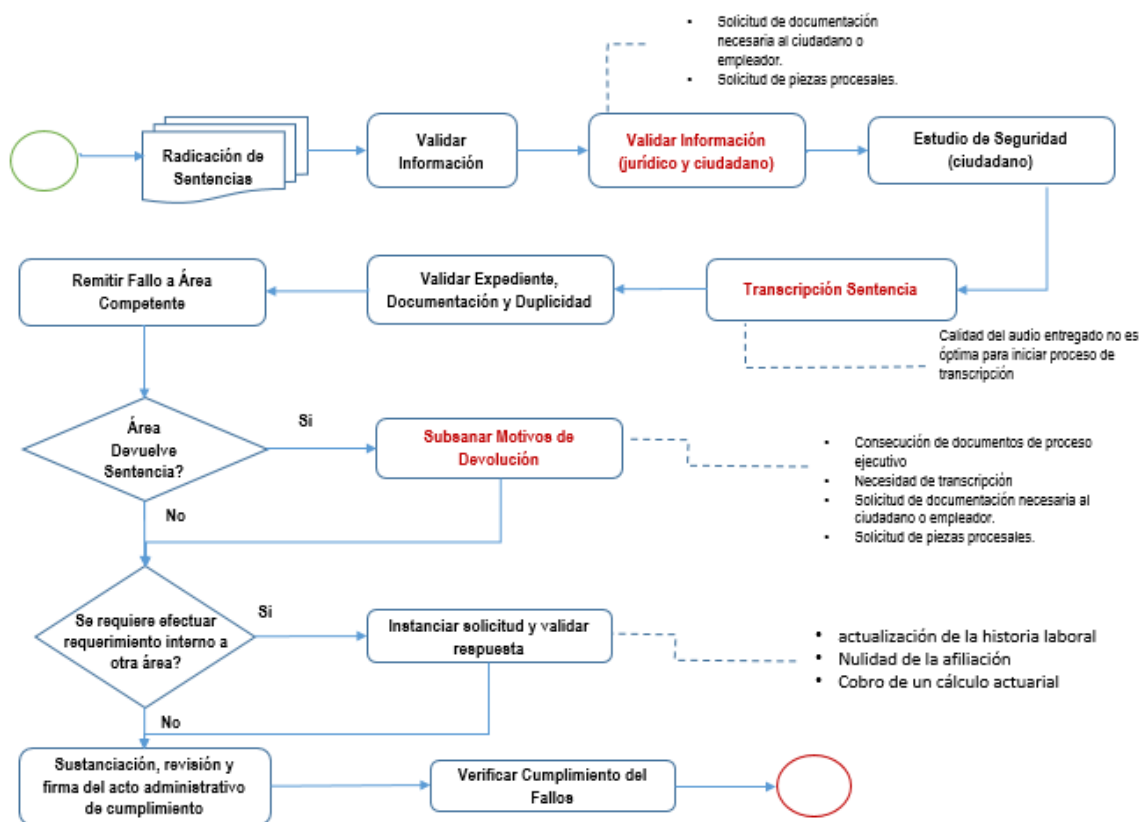 • Solicitud de documentación
necesaria al ciudadano o
empleador.
• Solicitud de piezas procesales.
Radicación de
Sentencias
Validar
Información
Validar Información
(jurídico y ciudadano)
Estudio de Seguridad
(ciudadano)
Remitir Fallo a Área
Competente
Validar Expediente,
Documentación y Duplicidad
Transcripción Sentencia
Calidad del audio entregado no es
óptima para iniciar proceso de
transcripción
Área
Devuelve
Sentencia?
Si
Subsanar Motivos de
Devolución
• Consecución de documentos de proceso
ejecutivo
• Necesidad de transcripción
• Solicitud de documentación necesaria al
ciudadano o empleador.
• Solicitud de piezas procesales.
No
Se requiere efectuar
requerimiento interno a
otra área?
Si
Instanciar solicitud y validar
respuesta
• actualización de la historia laboral
• Nulidad de la afiliación
• Cobro de un cálculo actuarial
No
Sustanciación, revisión y
firma del acto administrativo
de cumplimiento
Verificar Cumplimiento del
Fallos